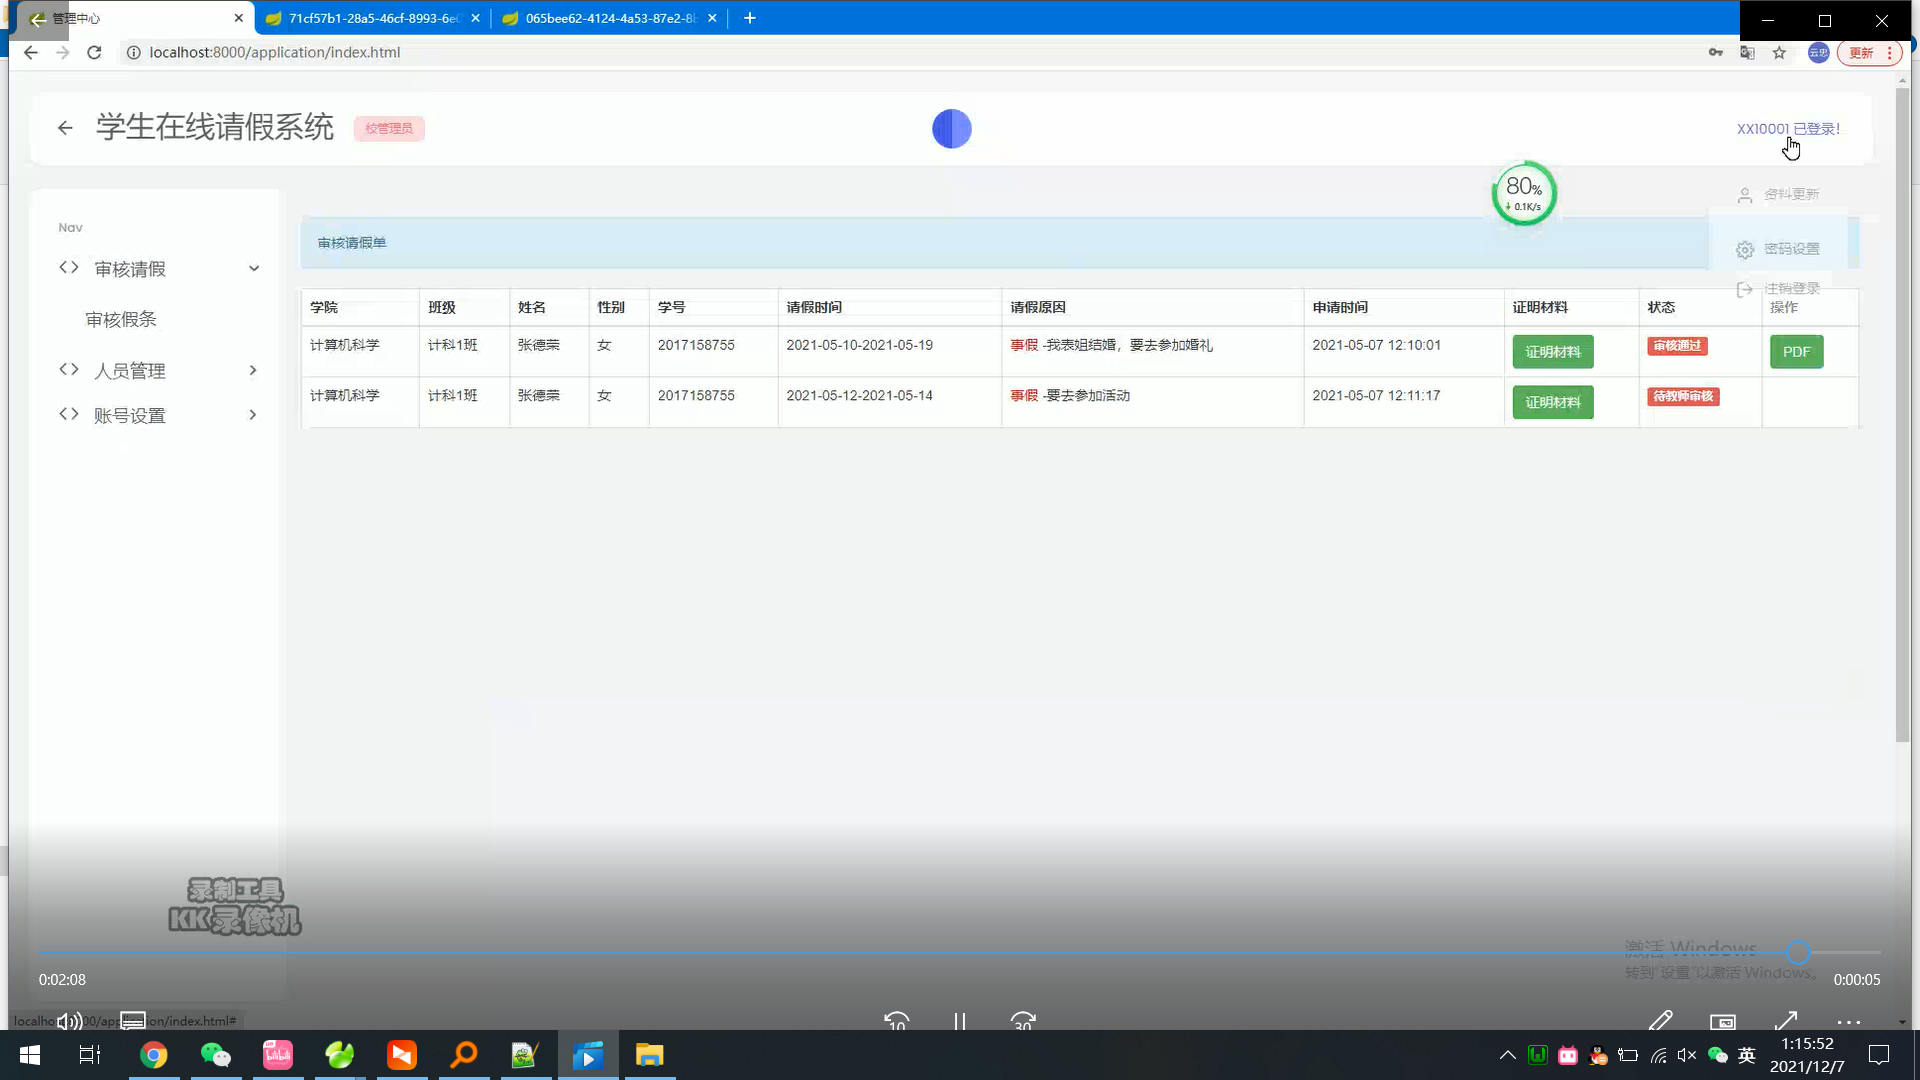 管理中心
71cf57b1-28a5-46cf-8993-6e
065bee62-4124-4a53-87e2-8
localhost:8000/application/index.html
云忠
更新
学生在线请假系统
校管理员
XX10001 已登录!
80%
0.1K/s
资料更新
密码设置
注销登录
Nav
审核请假
审核假条
人员管理
账号设置
审核请假单
学院 班级 姓名 性别 学号 请假时间 请假原因 申请时间 证明材料 状态 操作
计算机科学 计科1班 张德荣 女 2017158755 2021-05-10-2021-05-19 事假 -我表姐结婚，要去参加婚礼 2021-05-07 12:10:01 证明材料 审核通过 PDF
计算机科学 计科1班 张德荣 女 2017158755 2021-05-12-2021-05-14 事假 -要去参加活动 2021-05-07 12:11:17 证明材料 待教师审核
录制工具
KK录像机
激活 Windows
转到"设置"以激活 Windows。
0:02:08
0:00:05
10
30
bilibili
英
1:15:52
2021/12/7